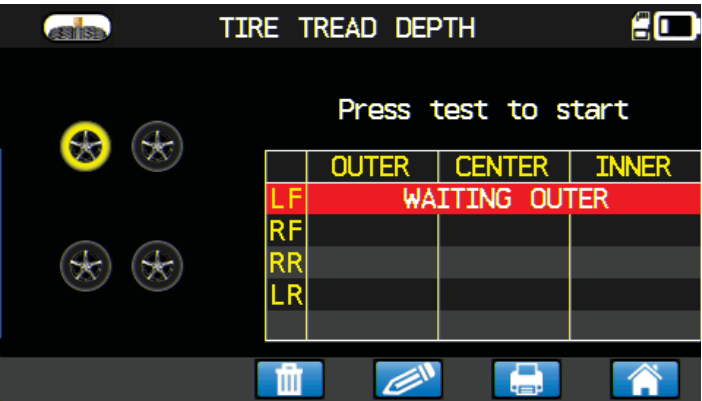 TIRE TREAD DEPTH
Press test to start
OUTER CENTER INNER
LF WAITING OUTER
RF
RR
LR